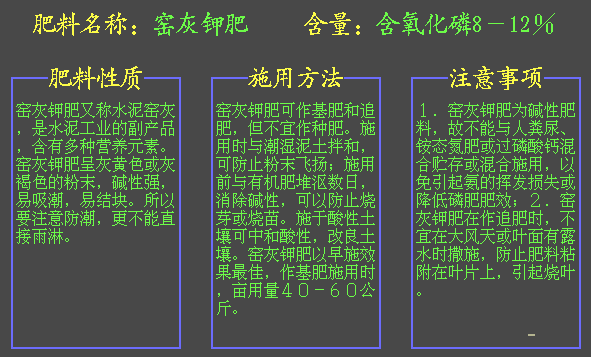 肥料名称：窑灰钾肥
含量：含氧化磷8－12％
肥料性质
窑灰钾肥又称水泥窑灰
，是水泥工业的副产品
，含有多种营养元素。
窑灰钾肥呈灰黄色或灰
褐色的粉末，碱性强，
易吸潮，易结块。所以
要注意防潮，更不能直
接雨淋。
施用方法
窑灰钾肥可作基肥和追
肥，但不宜作种肥。施
用时与潮湿泥土拌和，
可防止粉末飞扬；施用
前与有机肥堆沤数日，
消除碱性，可以防止烧
芽或烧苗。施于酸性土
壤可中和酸性，改良土
壤。窑灰钾肥以早施效
果最佳，作基肥施用时
，亩用量４０－６０公
斤。
注意事项
１．窑灰钾肥为碱性肥
料，故不能与人粪尿、
铵态氮肥或过磷酸钙混
合贮存或混合施用，以
免引起氨的挥发损失或
降低磷肥肥效；２．窑
灰钾肥在作追肥时，不
宜在大风天或叶面有露
水时撒施，防止肥料粘
附在叶片上，引起烧叶
。